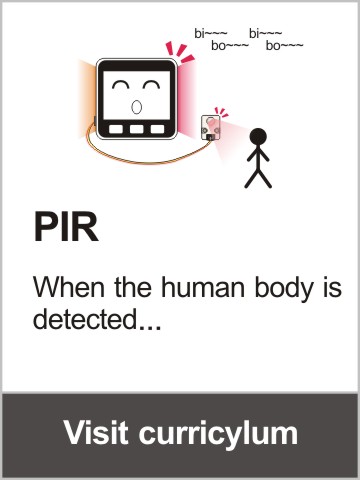 bi~~~ bi~~~
bo~~~ bo~~~
PIR
When the human body is
detected...
Visit curricylum